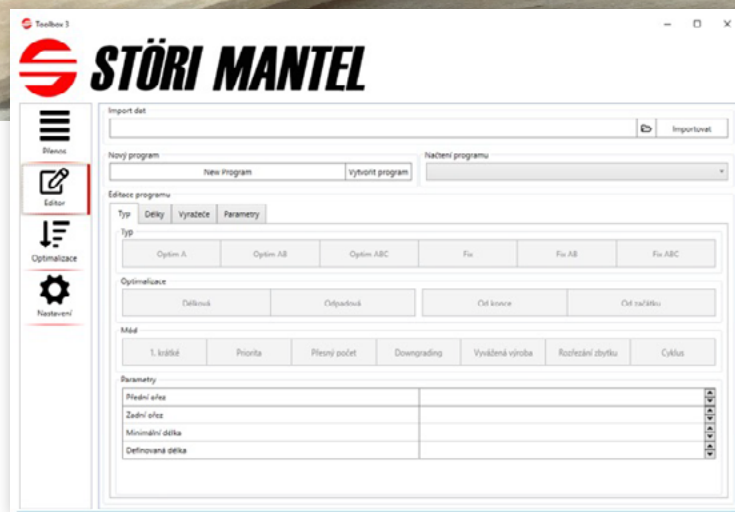 Toolbox 3
STÖRI MANTEL
Import dat
Importovat
Přenos
Editor
Optimalizace
Nastavení
Nový program
New Program
Vytvořit program
Načtení programu
Editace programu
Typ Délky Vyražeče Parametry
Typ
Optim A Optim AB Optim ABC Fix Fix AB Fix ABC
Optimalizace
Délková Odpadová Od konce Od začátku
Mód
1. krátké Priorita Přesný počet Downgrading Vyvážená výroba Rozřezání zbytku Cyklus
Parametry
Přední ořez
Zadní ořez
Minimální délka
Definovaná délka